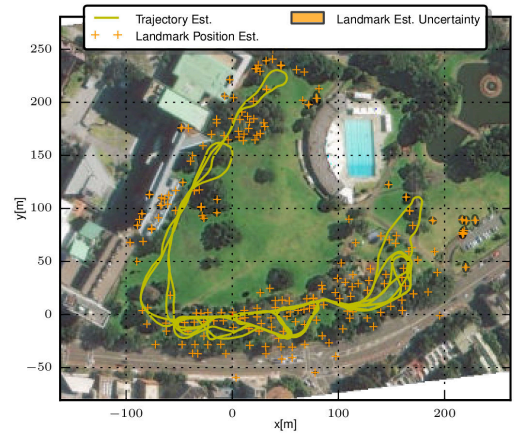 Trajectory Est.
Landmark Position Est.
Landmark Est. Uncertainty
250
200
150
100
50
0
−50
y[m]
−100
0
100
200
x[m]